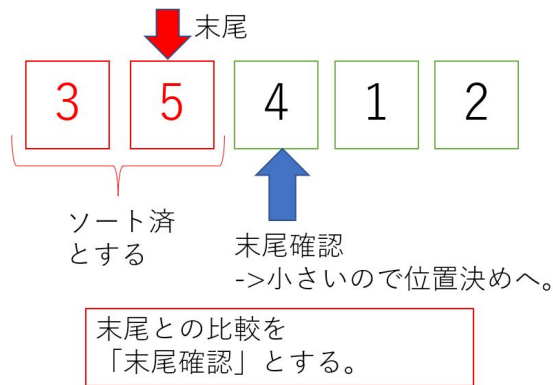 末尾
3 5 4 1 2
ソート済
とする
末尾確認
->小さいので位置決めへ。
末尾との比較を
「末尾確認」とする。